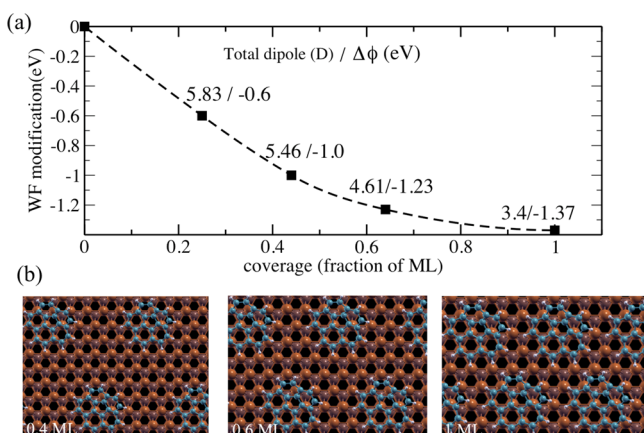 (a)
Total dipole (D) / Δϕ (eV)
WF modification(eV)
0
-0.2
-0.4
-0.6
-0.8
-1
-1.2
5.83 / -0.6
5.46 /-1.0
4.61/-1.23
3.4/-1.37
0
0.2
0.4
0.6
0.8
1
coverage (fraction of ML)
(b)
0.4 ML
0.6 ML
1 ML